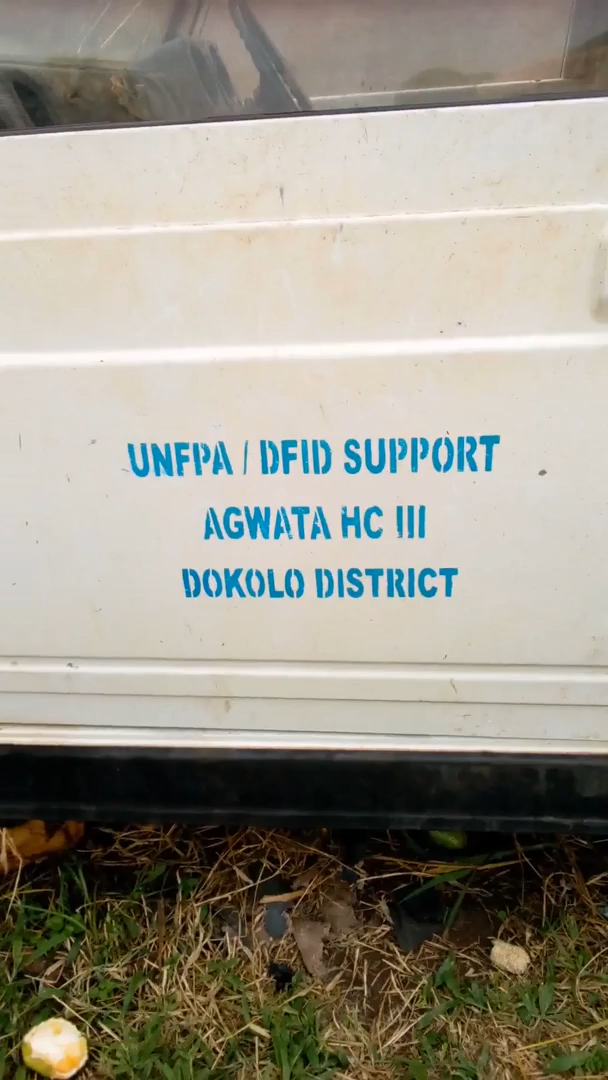 UNFPA / DFID SUPPORT
AGWATA HC III
DOKOLO DISTRICT